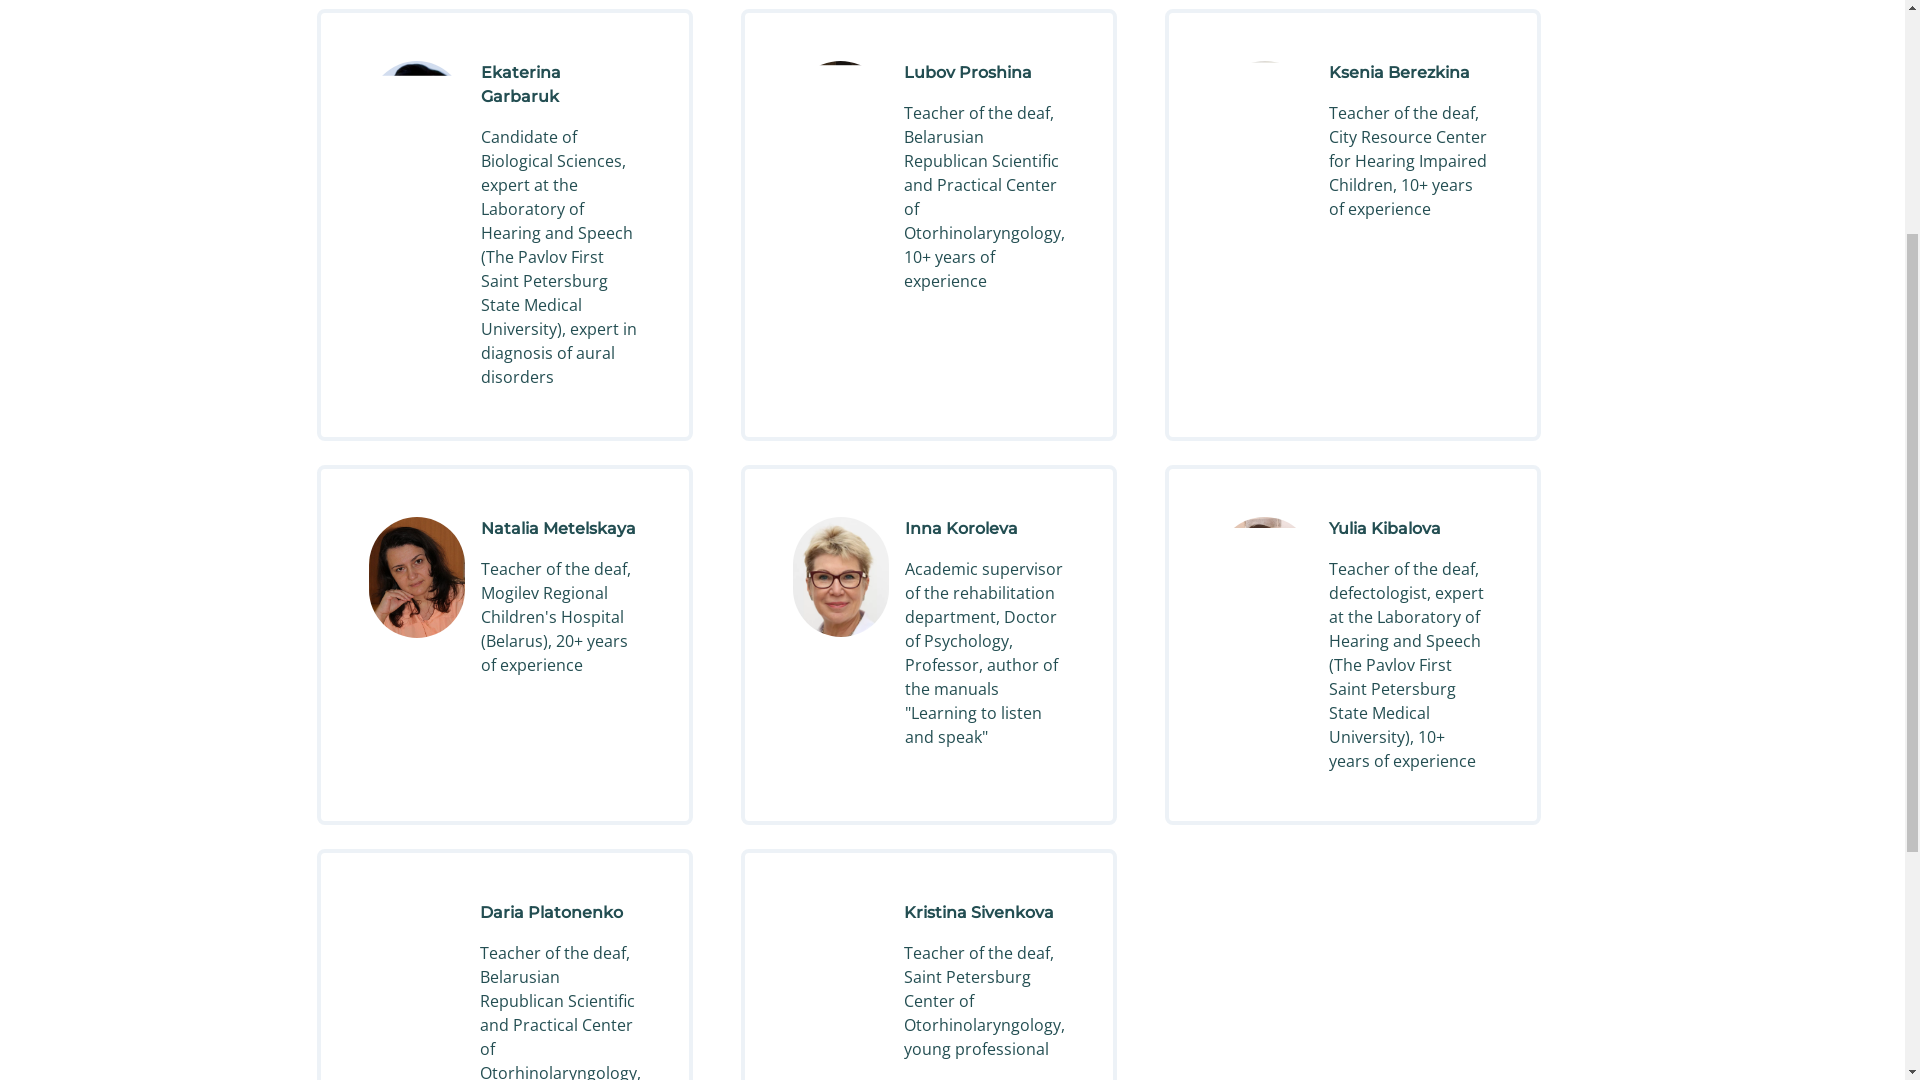 Ekaterina
Garbaruk
Candidate of
Biological Sciences,
expert at the
Laboratory of
Hearing and Speech
(The Pavlov First
Saint Petersburg
State Medical
University), expert in
diagnosis of aural
disorders
Lubov Proshina
Teacher of the deaf,
Belarusian
Republican Scientific
and Practical Center
of
Otorhinolaryngology,
10+ years of
experience
Ksenia Berezkina
Teacher of the deaf,
City Resource Center
for Hearing Impaired
Children, 10+ years
of experience
Natalia Metelskaya
Teacher of the deaf,
Mogilev Regional
Children's Hospital
(Belarus), 20+ years
of experience
Inna Koroleva
Academic supervisor
of the rehabilitation
department, Doctor
of Psychology,
Professor, author of
the manuals
"Learning to listen
and speak"
Yulia Kibalova
Teacher of the deaf,
defectologist, expert
at the Laboratory of
Hearing and Speech
(The Pavlov First
Saint Petersburg
State Medical
University), 10+
years of experience
Daria Platonenko
Teacher of the deaf,
Belarusian
Republican Scientific
and Practical Center
of
Otorhinolaryngology,
Kristina Sivenkova
Teacher of the deaf,
Saint Petersburg
Center of
Otorhinolaryngology,
young professional